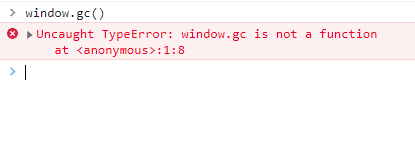 window.gc()
Uncaught TypeError: window.gc is not a function
at <anonymous>:1:8